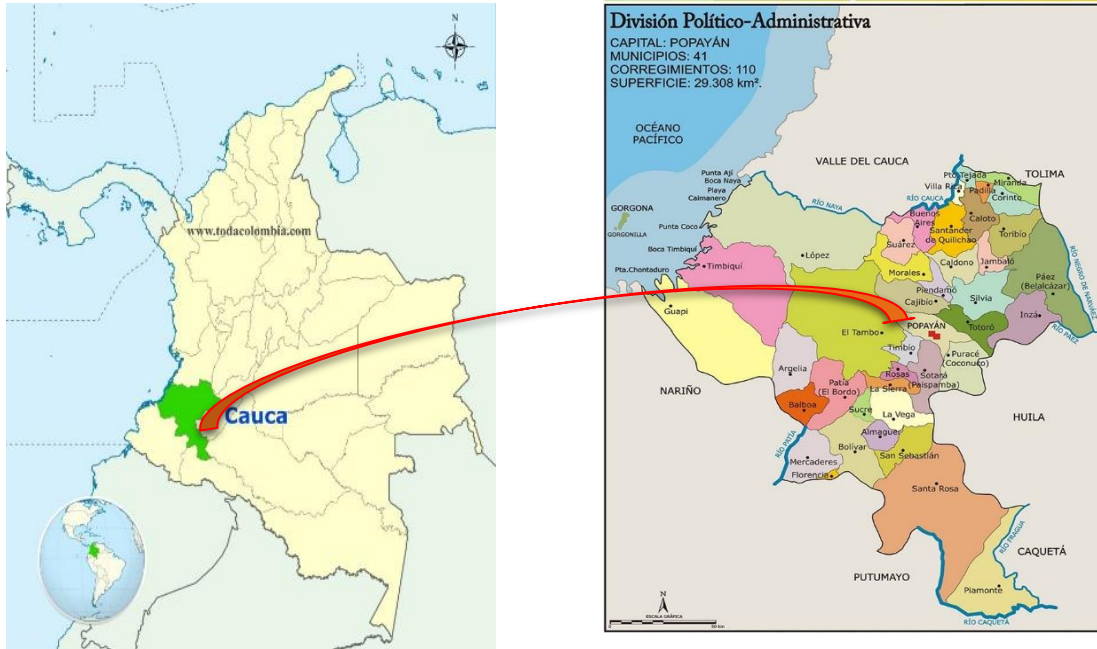 N
www.todacolombia.com
Cauca
División Político-Administrativa
CAPITAL: POPAYÁN
MUNICIPIOS: 41
CORREGIMIENTOS: 110
SUPERFICIE: 29.308 km².
OCÉANO
PACÍFICO
VALLE DEL CAUCA
TOLIMA
Punta Ají
Boca Naya
Playa
Caimanero
GORGONA
GORGONILLA
Punta Coco
Boca Timbiquí
Pta.Chontaduro
RÍO NAYA
RÍO CAUCA
Pto Tejada
Villa Rica
Padilla
Miranda
Corinto
Buenos
Aires
Santander
de Quilichao
Caloto
Toribío
Suárez
López
Timbiquí
Morales
Caldono
Jambaló
Páez
(Belalcázar)
RÍO NEGRO DE NARVÁEZ
Piendamó
Cajibío
Silvia
Inzá
RÍO PÁEZ
Guapi
El Tambo
POPAYÁN
Totoró
Timbío
Puracé
(Coconuco)
Argelia
Rosas
Sotará
(Paispamba)
NARIÑO
Patía
(El Bordo)
La Sierra
HUILA
Balboa
Sucre
La Vega
Almaguer
RÍO PATÍA
Bolívar
San Sebastián
Mercaderes
Florencia
Santa Rosa
RÍO FRAGUA
CAQUETÁ
PUTUMAYO
Piamonte
RÍO CAQUETÁ
N
ESCALA GRÁFICA
0 50 km